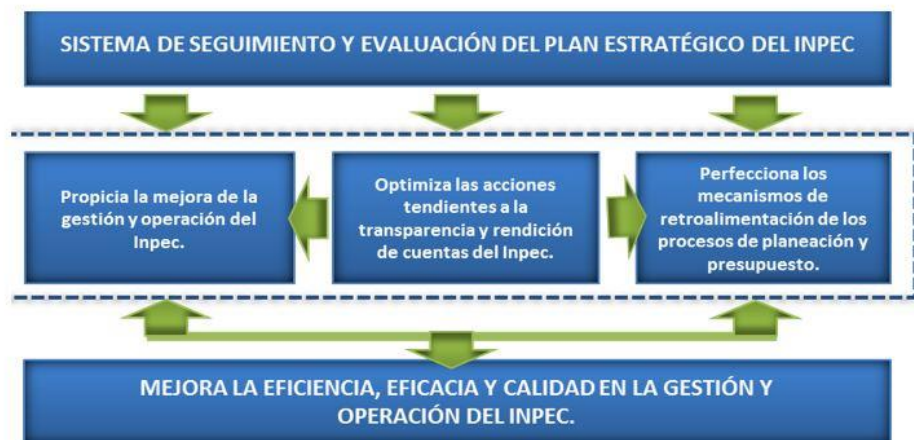 SISTEMA DE SEGUIMIENTO Y EVALUACIÓN DEL PLAN ESTRATÉGICO DEL INPEC
Propicia la mejora de la
gestión y operación del
Inpec.
Optimiza las acciones
tendientes a la
transparencia y rendición
de cuentas del Inpec.
Perfecciona los
mecanismos de
retroalimentación de los
procesos de planeación y
presupuesto.
MEJORA LA EFICIENCIA, EFICACIA Y CALIDAD EN LA GESTIÓN Y
OPERACIÓN DEL INPEC.